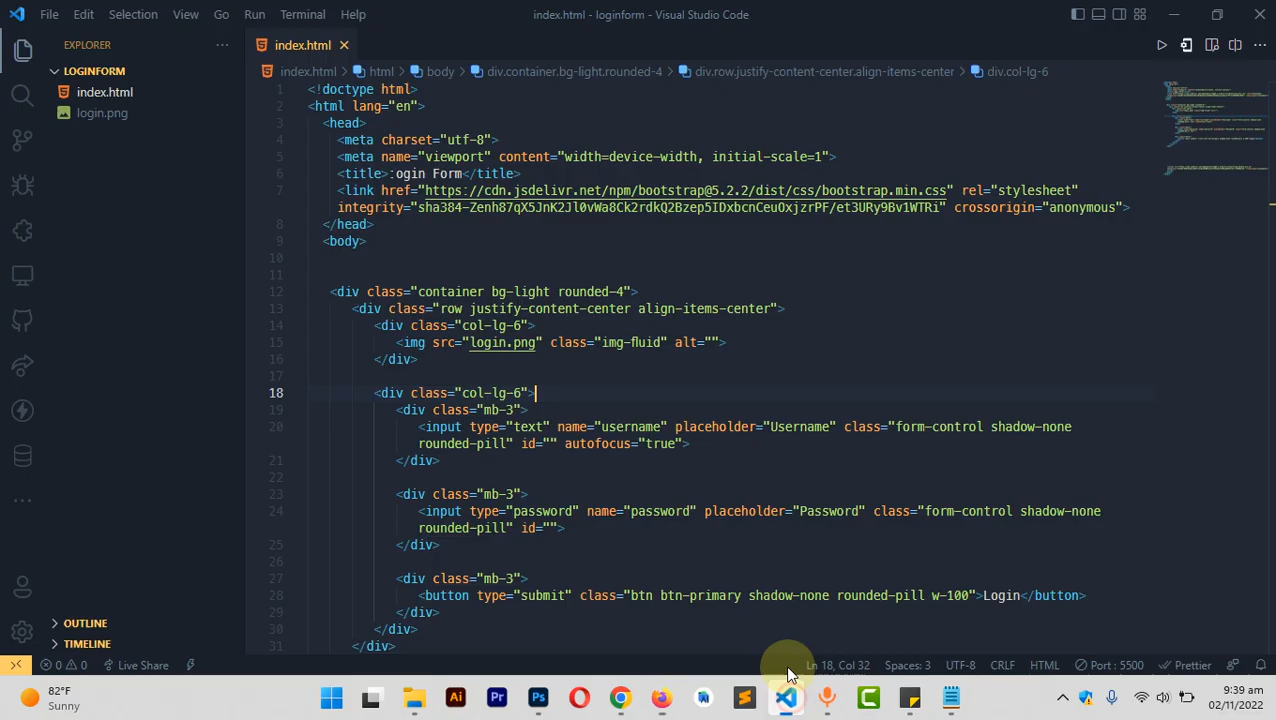 File Edit Selection View Go Run Terminal Help
index.html - loginform - Visual Studio Code
EXPLORER
LOGINFORM
index.html
login.png
OUTLINE
TIMELINE
index.html
index.html > html > body > div.container.bg-light.rounded-4 > div.row.justify-content-center.align-items-center > div.col-lg-6
1 <!doctype html>
2 <html lang="en">
3 <head>
4 <meta charset="utf-8">
5 <meta name="viewport" content="width=device-width, initial-scale=1">
6 <title>:ogin Form</title>
7 <link href="https://cdn.jsdelivr.net/npm/bootstrap@5.2.2/dist/css/bootstrap.min.css" rel="stylesheet"
integrity="sha384-Zenh87qX5JnK2Jl0vWa8Ck2rdkQ2Bzep5IDxbcnCeuOxjzrPF/et3URy9Bv1WTRi" crossorigin="anonymous">
8 </head>
9 <body>
10
11
12 <div class="container bg-light rounded-4">
13 <div class="row justify-content-center align-items-center">
14 <div class="col-lg-6">
15 <img src="login.png" class="img-fluid" alt="">
16 </div>
17
18 <div class="col-lg-6">
19 <div class="mb-3">
20 <input type="text" name="username" placeholder="Username" class="form-control shadow-none
rounded-pill" id="" autofocus="true">
21 </div>
22
23 <div class="mb-3">
24 <input type="password" name="password" placeholder="Password" class="form-control shadow-none
rounded-pill" id="">
25 </div>
26
27 <div class="mb-3">
28 <button type="submit" class="btn btn-primary shadow-none rounded-pill w-100">Login</button>
29 </div>
30 </div>
31 </div>
0 0 Live Share Ln 18, Col 32 Spaces: 3 UTF-8 CRLF HTML Port : 5500 Prettier
82°F
Sunny
Ai Pr Ps
9:39 am
02/11/2022